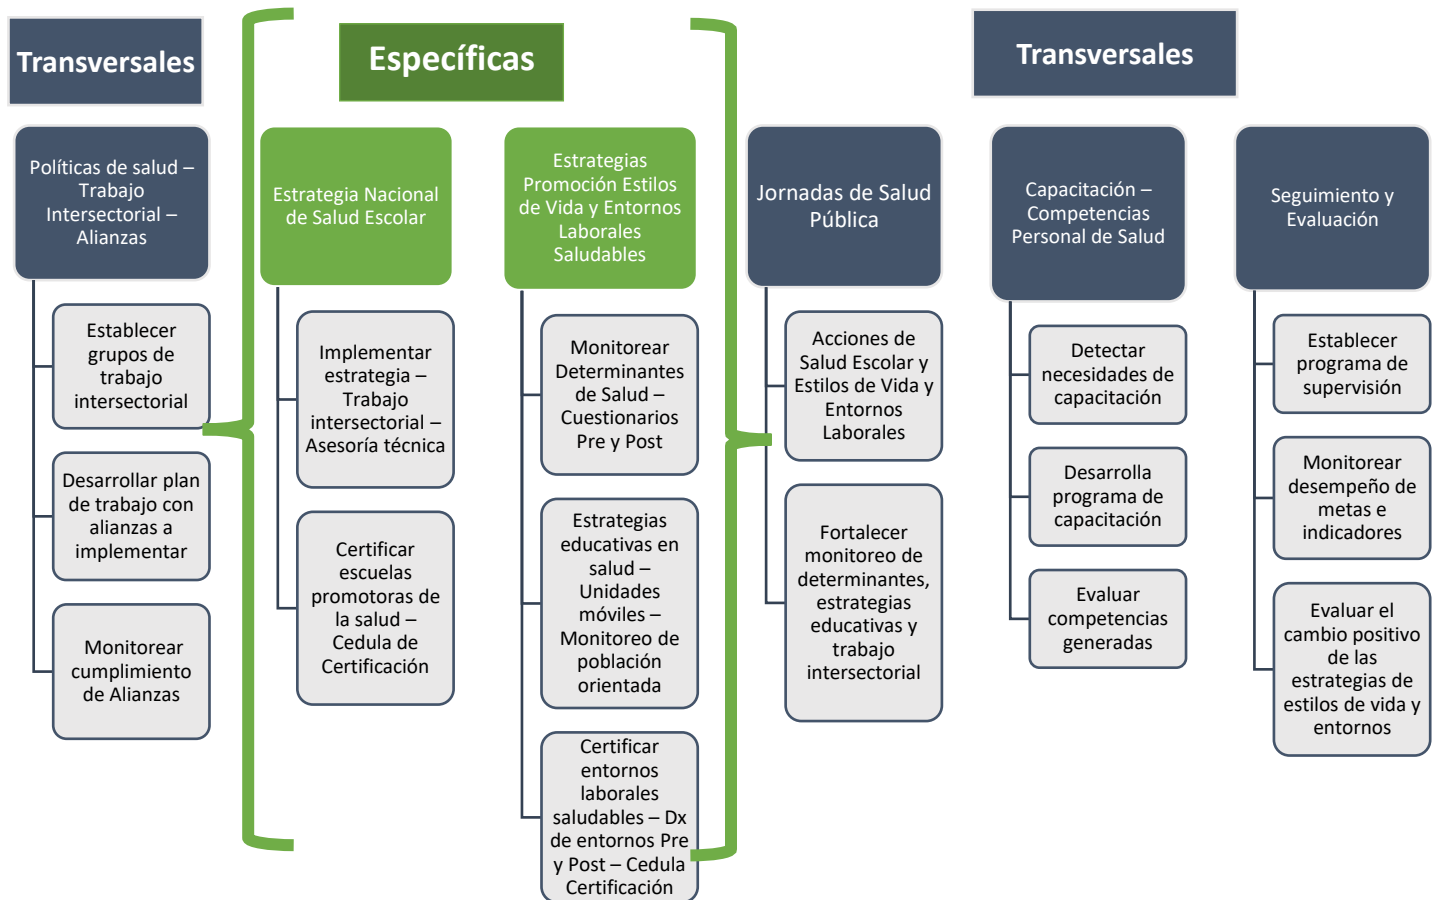 Transversales
Específicas
Transversales
Políticas de salud –
Trabajo
Intersectorial –
Alianzas
Establecer
grupos de
trabajo
intersectorial
Desarrollar plan
de trabajo con
alianzas a
implementar
Monitorear
cumplimiento
de Alianzas
Estrategia Nacional
de Salud Escolar
Implementar
estrategia –
Trabajo
intersectorial –
Asesoría técnica
Certificar
escuelas
promotoras de
la salud –
Cedula de
Certificación
Estrategias
Promoción Estilos
de Vida y Entornos
Laborales
Saludables
Monitorear
Determinantes
de Salud –
Cuestionarios
Pre y Post
Estrategias
educativas en
salud –
Unidades
móviles –
Monitoreo de
población
orientada
Certificar
entornos
laborales
saludables – Dx
de entornos Pre
y Post – Cedula
Certificación
Jornadas de Salud
Pública
Acciones de
Salud Escolar y
Estilos de Vida y
Entornos
Laborales
Fortalecer
monitoreo de
determinantes,
estrategias
educativas y
trabajo
intersectorial
Capacitación –
Competencias
Personal de Salud
Detectar
necesidades de
capacitación
Desarrolla
programa de
capacitación
Evaluar
competencias
generadas
Seguimiento y
Evaluación
Establecer
programa de
supervisión
Monitorear
desempeño de
metas e
indicadores
Evaluar el
cambio positivo
de las
estrategias de
estilos de vida y
entornos